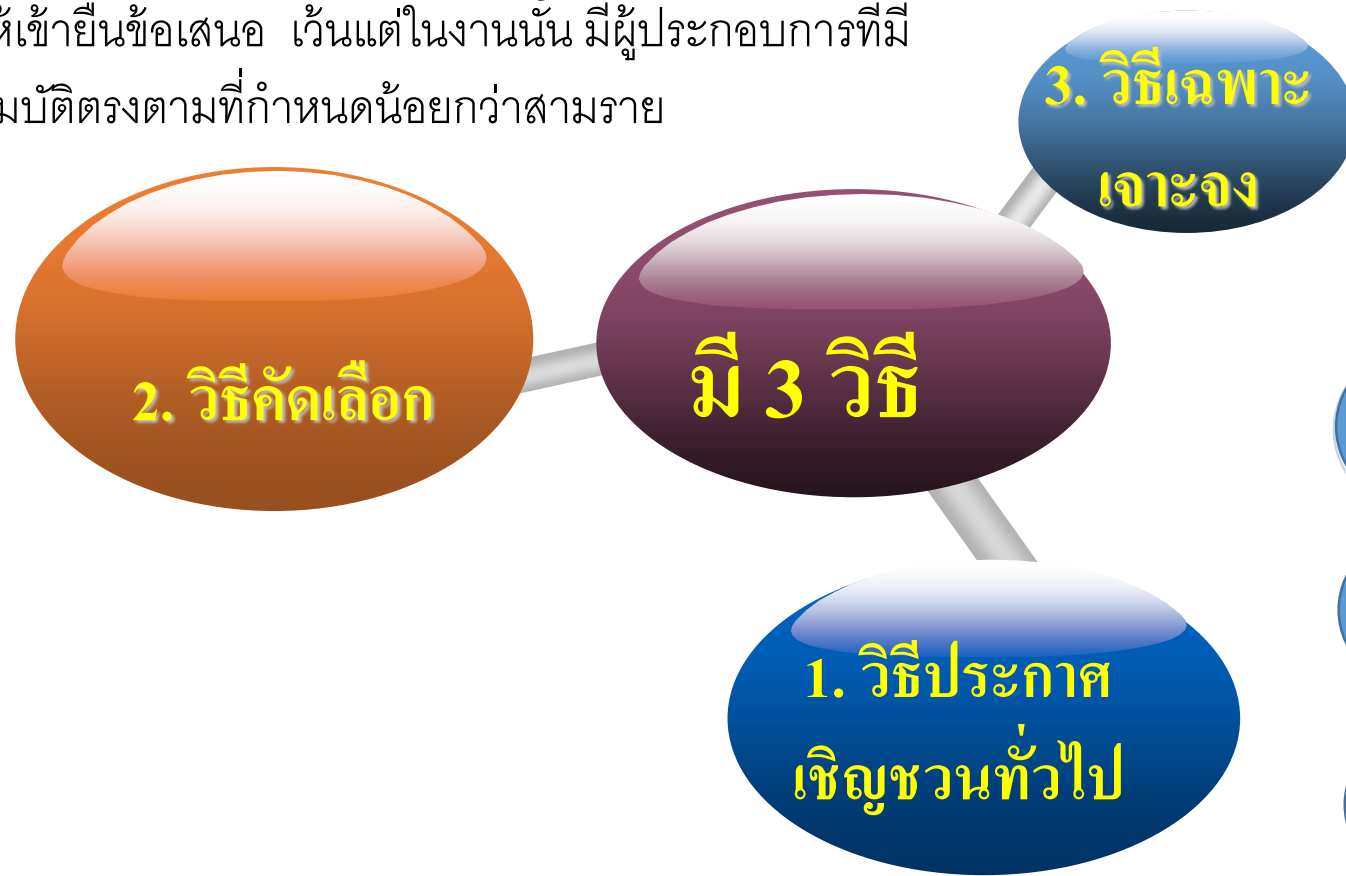 ห้เข้ายื่นข้อเสนอ เว้นแต่ในงานนั้น มีผู้ประกอบการที่มี
มบัติตรงตามที่กำหนดน้อยกว่าสามราย
3. วิธีเฉพาะ
เจาะจง
มี 3 วิธี
2. วิธีคัดเลือก
1. วิธีประกาศ
เชิญชวนทั่วไป